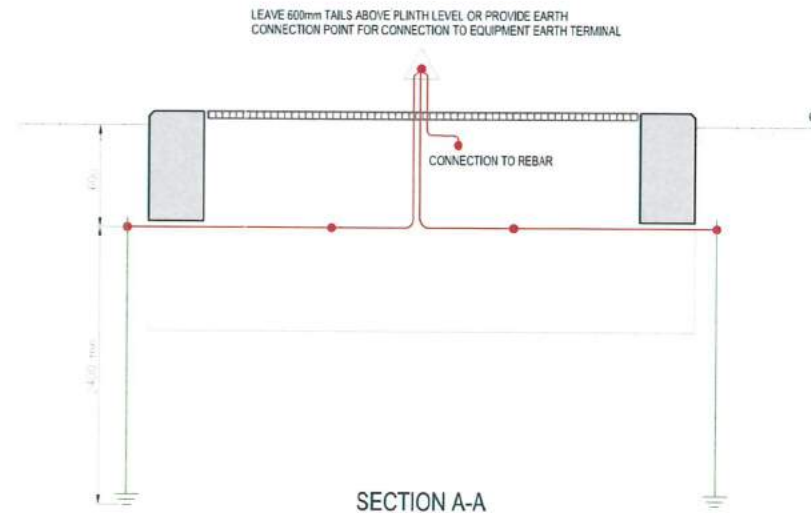 LEAVE 600mm TAILS ABOVE PLINTH LEVEL OR PROVIDE EARTH
CONNECTION POINT FOR CONNECTION TO EQUIPMENT EARTH TERMINAL
CONNECTION TO REBAR
SECTION A-A